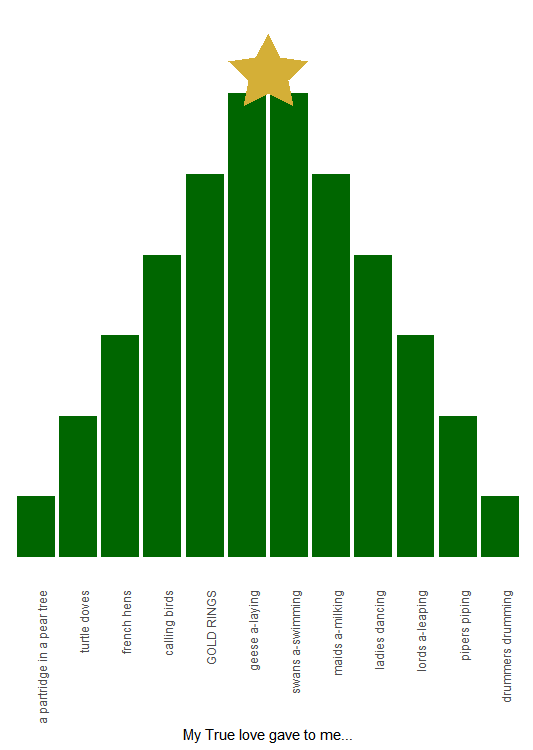 a partridge in a pear tree
turtle doves
french hens
calling birds
GOLD RINGS
geese a-laying
swans a-swimming
maids a-milking
ladies dancing
lords a-leaping
pipers piping
drummers drumming
My True love gave to me...